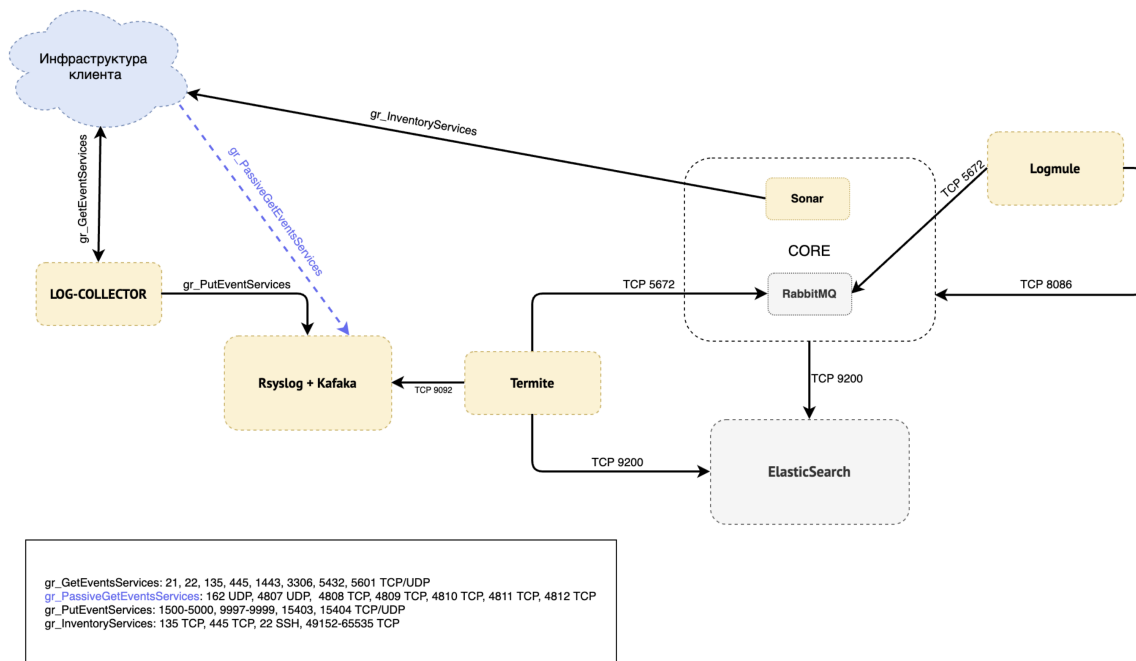 Инфраструктура
клиента
gr_InventoryServices
gr_GetEventServices
gr_PassiveGetEventsServices
TCP 5672
Logmule
Sonar
CORE
LOG-COLLECTOR
gr_PutEventServices
TCP 5672
RabbitMQ
TCP 8086
Rsyslog + Kafaka
TCP 9092
Termite
TCP 9200
TCP 9200
ElasticSearch
gr_GetEventsServices: 21, 22, 135, 445, 1443, 3306, 5432, 5601 TCP/UDP
gr_PassiveGetEventsServices: 162 UDP, 4807 UDP, 4808 TCP, 4809 TCP, 4810 TCP, 4811 TCP, 4812 TCP
gr_PutEventServices: 1500-5000, 9997-9999, 15403, 15404 TCP/UDP
gr_InventoryServices: 135 TCP, 445 TCP, 22 SSH, 49152-65535 TCP